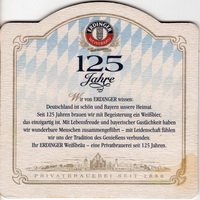 ERDINGER
WEISSBRÄU
125
Jahre
Wir von ERDINGER wissen:
Deutschland ist schön und Bayern unsere Heimat.
Seit 125 Jahren brauen wir mit Begeisterung ein Weißbier,
das einzigartig ist. Mit Lebensfreude und bayerischer Gastlichkeit haben
wir wunderbare Menschen zusammengeführt – mit Leidenschaft fühlen
wir uns der Tradition des Genießens verbunden.
Ihr ERDINGER Weißbräu – eine Privatbrauerei seit 125 Jahren.
PRIVATBRAUEREI SEIT 1886